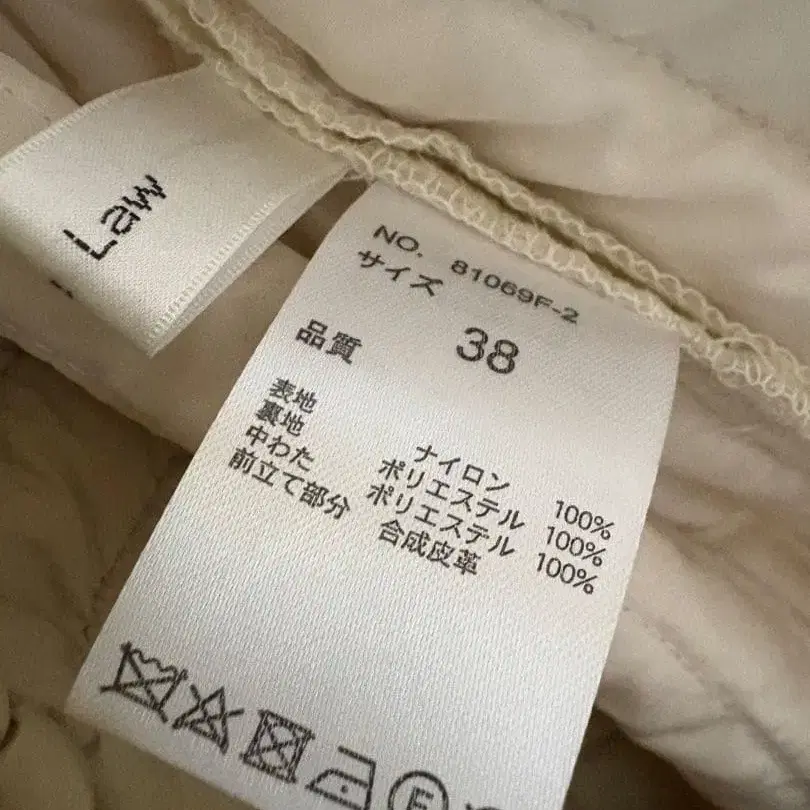 Law
NO. 81069F-2
サイズ 38
品質
表地 ナイロン 100%
裏地 ポリエステル 100%
中わた ポリエステル 100%
前立て部分 合成皮革
F